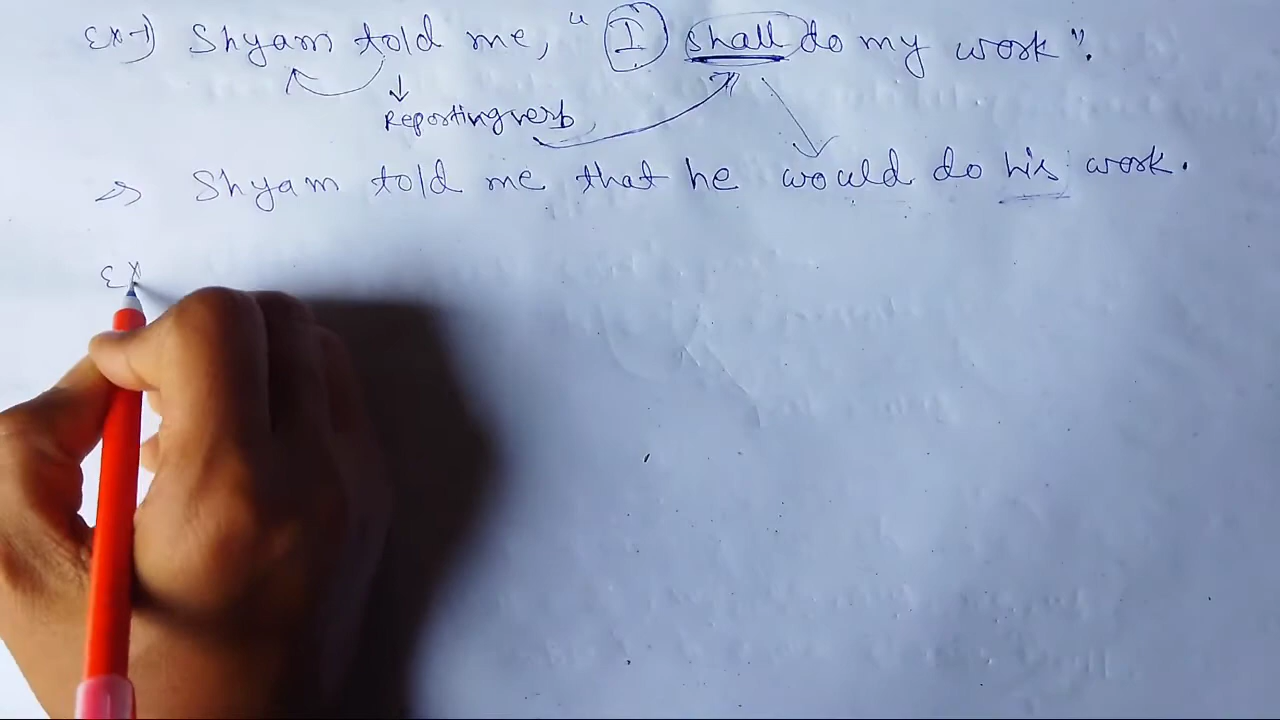 Ex-1) Shyam told me, "I shall do my work".
Reporting verb
⇒ Shyam told me that he would do his work.
Ex